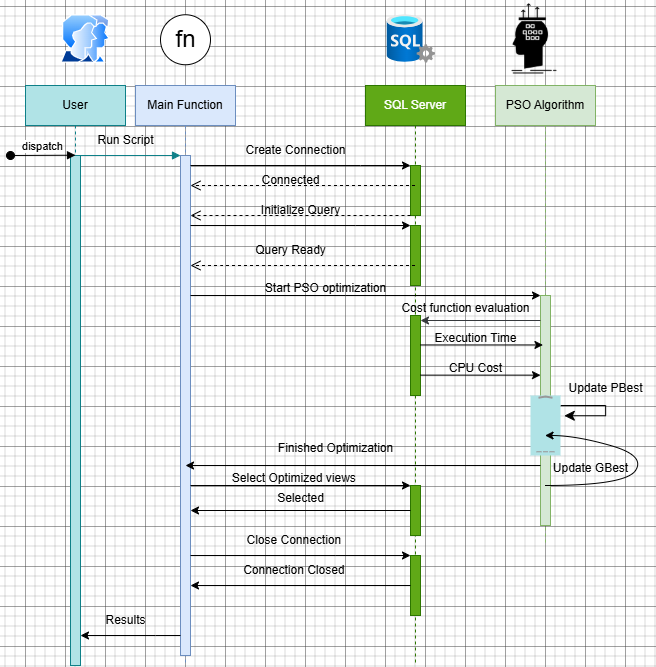 fn
SQL
User
Main Function
SQL Server
PSO Algorithm
dispatch
Run Script
Create Connection
Connected
Initialize Query
Query Ready
Start PSO optimization
Cost function evaluation
Execution Time
CPU Cost
Update PBest
Finished Optimization
Update GBest
Select Optimized views
Selected
Close Connection
Connection Closed
Results